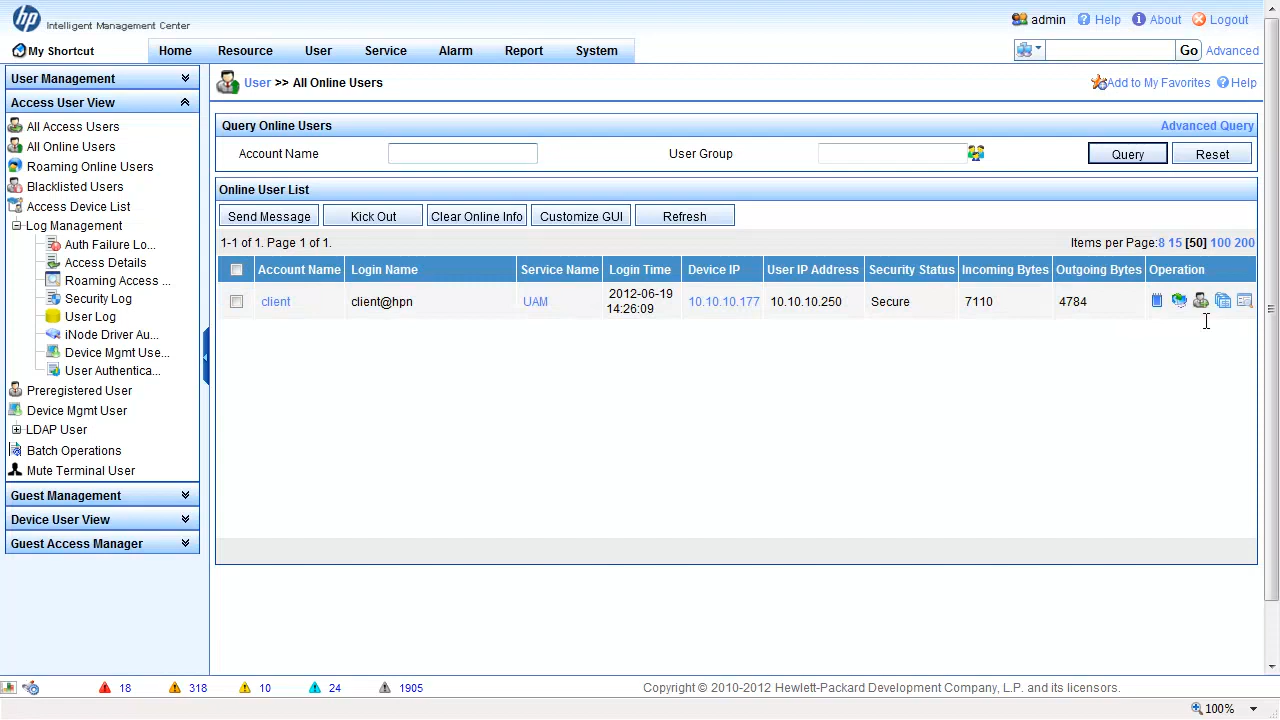 hp Intelligent Management Center
admin Help About Logout
My Shortcut Home Resource User Service Alarm Report System Go Advanced
User Management
Access User View
All Access Users
All Online Users
Roaming Online Users
Blacklisted Users
Access Device List
Log Management
Auth Failure Lo...
Access Details
Roaming Access ...
Security Log
User Log
iNode Driver Au...
Device Mgmt Use...
User Authentica...
Preregistered User
Device Mgmt User
LDAP User
Batch Operations
Mute Terminal User
Guest Management
Device User View
Guest Access Manager
User >> All Online Users Add to My Favorites Help
Query Online Users Advanced Query
Account Name User Group Query Reset
Online User List
Send Message Kick Out Clear Online Info Customize GUI Refresh
1-1 of 1. Page 1 of 1. Items per Page:8 15 [50] 100 200
Account Name Login Name Service Name Login Time Device IP User IP Address Security Status Incoming Bytes Outgoing Bytes Operation
client client@hpn UAM 2012-06-19 14:26:09 10.10.10.177 10.10.10.250 Secure 7110 4784
18 318 10 24 1905 Copyright © 2010-2012 Hewlett-Packard Development Company, L.P. and its licensors.
100%